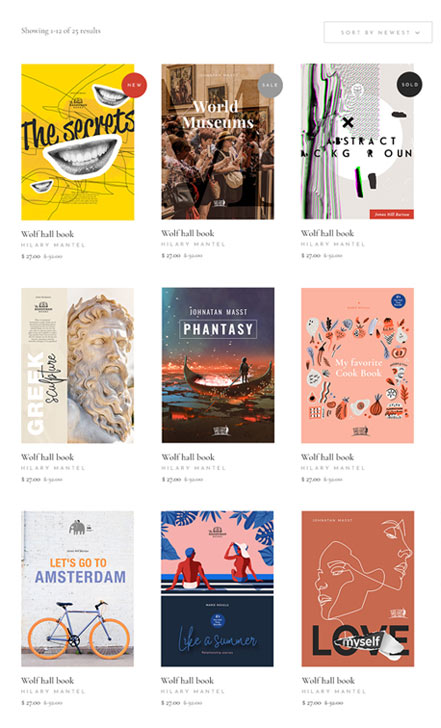 Showing 1-12 of 25 results
SORT BY NEWEST
NEW
The secrets
Wolf hall book
HILARY MANTEL
$ 27.00 $ 32.00
SALE
World
Museums
Wolf hall book
HILARY MANTEL
$ 27.00 $ 32.00
SOLD
ABSTRACT
Wolf hall book
HILARY MANTEL
$ 27.00 $ 32.00
GREEK
sculpture
Wolf hall book
HILARY MANTEL
$ 27.00 $ 32.00
JOHNATAN MASST
PHANTASY
Wolf hall book
HILARY MANTEL
$ 27.00 $ 32.00
My favorite
Cook Book
Wolf hall book
HILARY MANTEL
$ 27.00 $ 32.00
LET'S GO TO
AMSTERDAM
Wolf hall book
HILARY MANTEL
$ 27.00 $ 32.00
Like a summer
Wolf hall book
HILARY MANTEL
$ 27.00 $ 32.00
JOHNATAN MASST
LOVE
myself
Wolf hall book
HILARY MANTEL
$ 27.00 $ 32.00